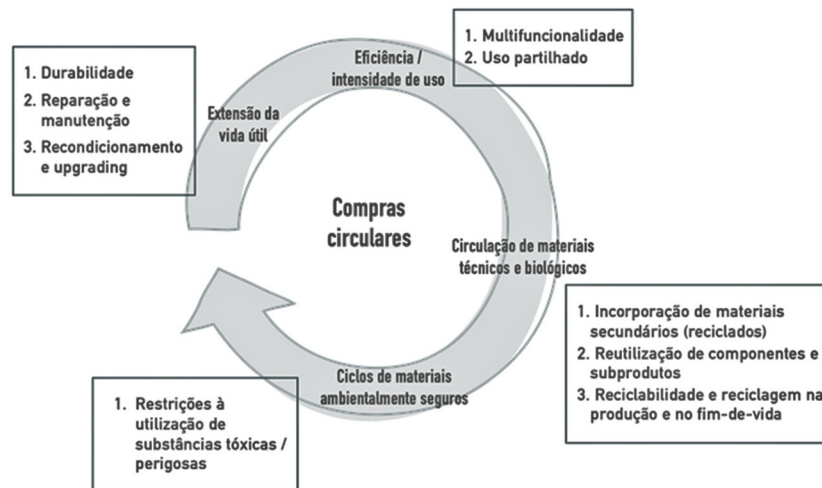 Eficiência /
intensidade de uso
1. Multifuncionalidade
2. Uso partilhado
1. Durabilidade
2. Reparação e
manutenção
3. Recondicionamento
e upgrading
Extensão da
vida útil
Compras
circulares
Circulação de materiais
técnicos e biológicos
1. Incorporação de materiais
secundários (reciclados)
2. Reutilização de componentes e
subprodutos
3. Reciclabilidade e reciclagem na
produção e no fim-de-vida
Ciclos de materiais
ambientalmente seguros
1. Restrições à
utilização de
substâncias tóxicas /
perigosas